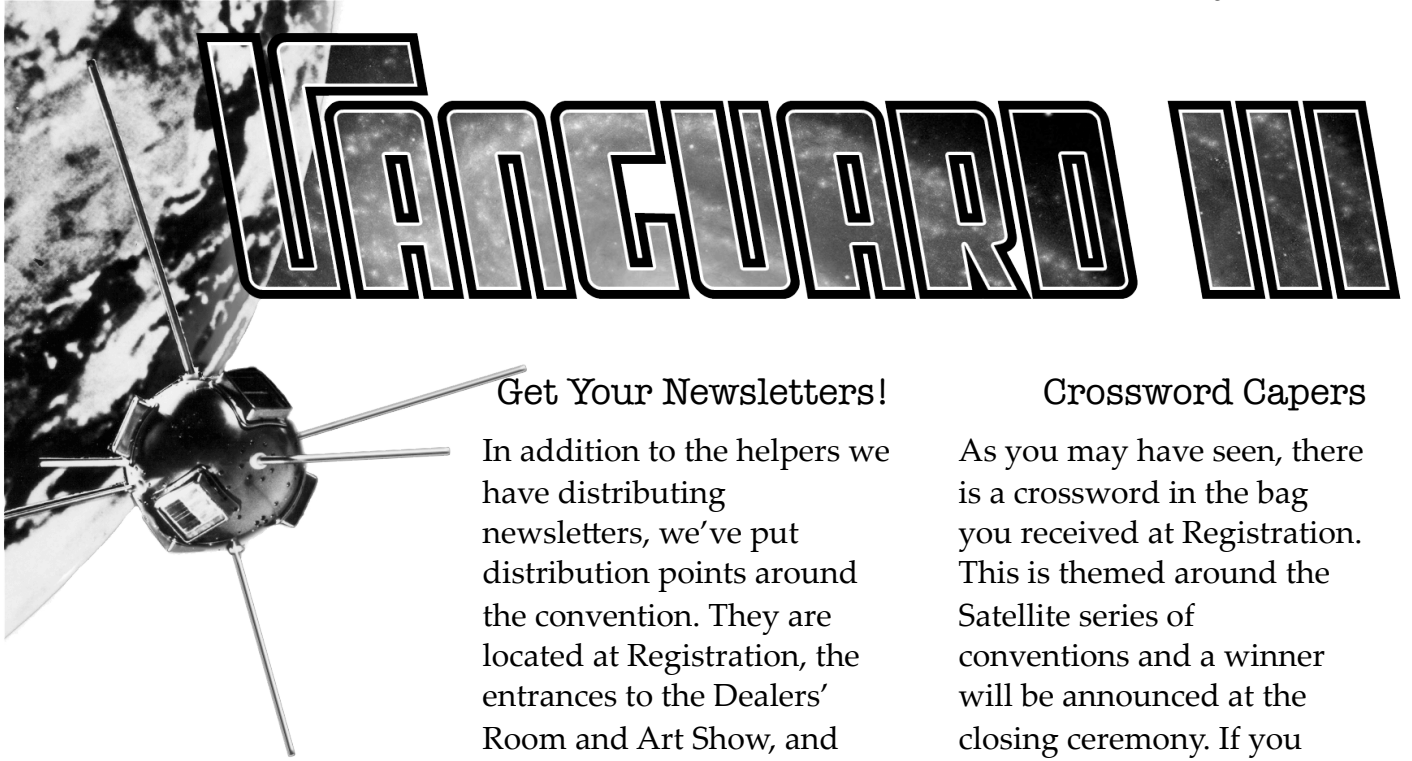 VANGUARD III
Get Your Newsletters!
In addition to the helpers we
have distributing
newsletters, we’ve put
distribution points around
the convention. They are
located at Registration, the
entrances to the Dealers’
Room and Art Show, and
Crossword Capers
As you may have seen, there
is a crossword in the bag
you received at Registration.
This is themed around the
Satellite series of
conventions and a winner
will be announced at the
closing ceremony. If you